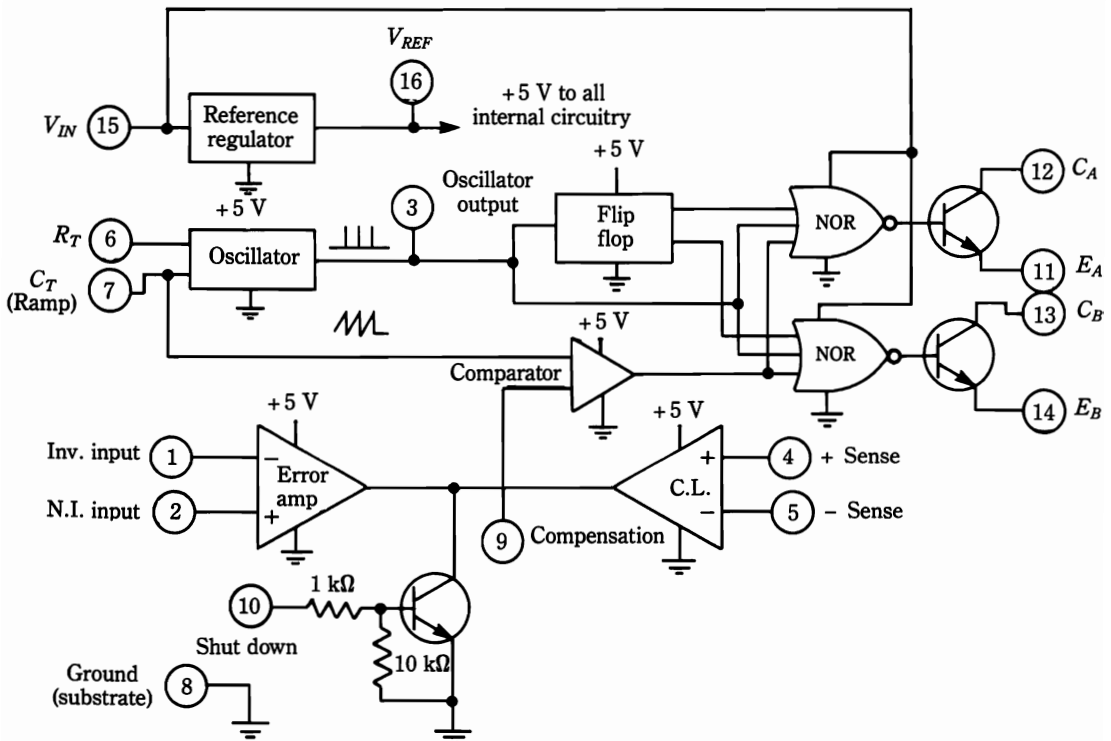 V_REF
16
+5 V to all
internal circuitry
V_IN
15
Reference
regulator
+5 V
12
C_A
+5 V
3
Oscillator
output
R_T
6
Oscillator
Flip
flop
NOR
C_T
(Ramp)
7
11
E_A
13
C_B
+5 V
Comparator
NOR
+5 V
+5 V
14
E_B
Inv. input
1
−
Error
amp
+
C.L.
−
4
+ Sense
N.I. input
2
+
9
Compensation
5
− Sense
1 kΩ
10
Shut down
10 kΩ
Ground
(substrate)
8